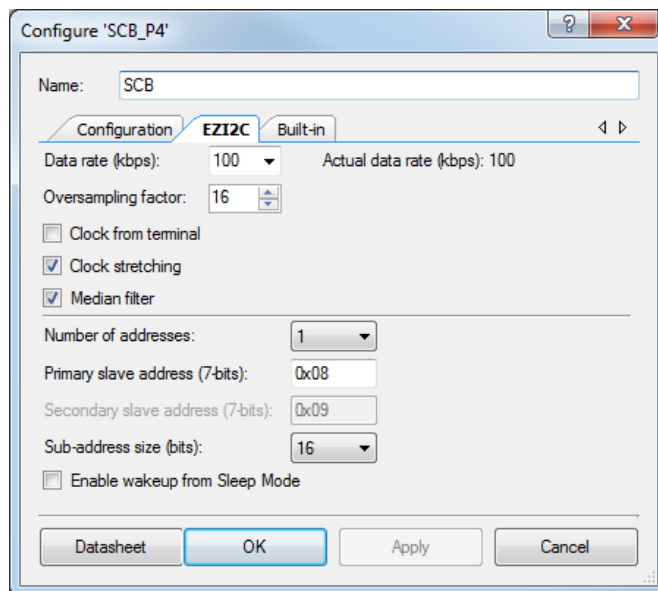 Configure 'SCB_P4'
?
X
Name: SCB
Configuration EZI2C Built-in
Data rate (kbps): 100 Actual data rate (kbps): 100
Oversampling factor: 16
Clock from terminal
Clock stretching
Median filter
Number of addresses: 1
Primary slave address (7-bits): 0x08
Secondary slave address (7-bits): 0x09
Sub-address size (bits): 16
Enable wakeup from Sleep Mode
Datasheet OK Apply Cancel